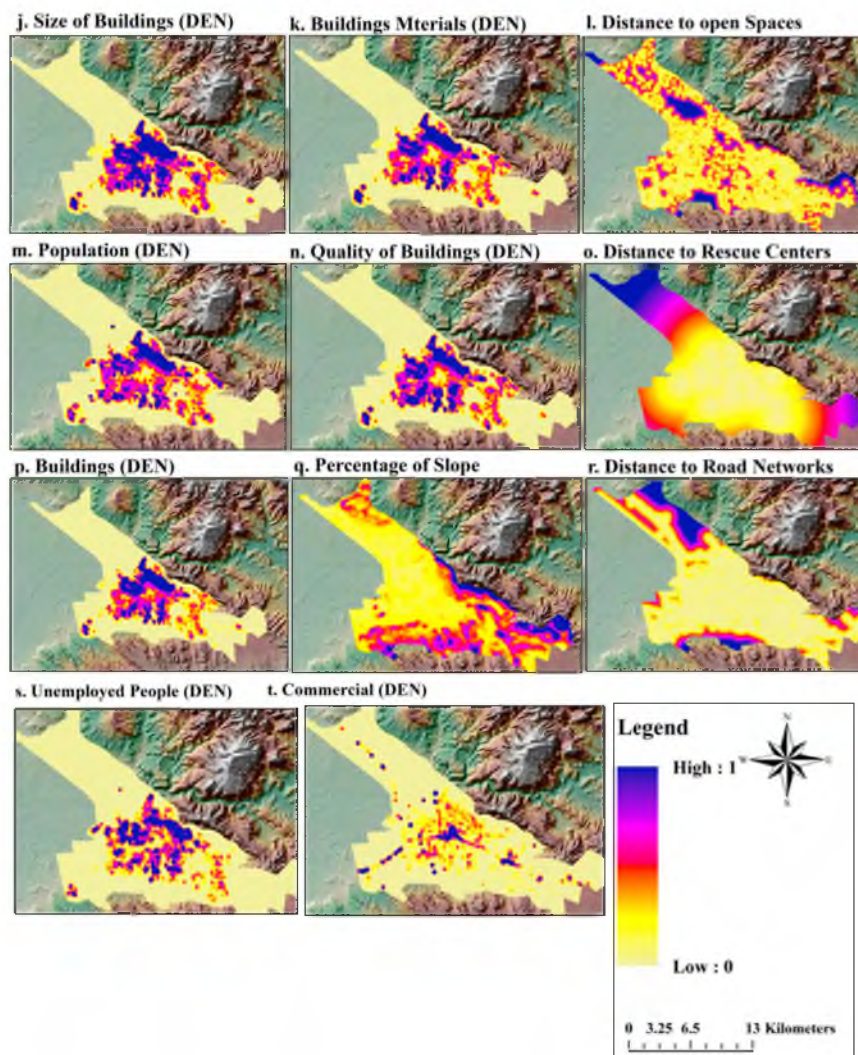 j. Size of Buildings (DEN)
k. Buildings Mterials (DEN)
l. Distance to open Spaces
m. Population (DEN)
n. Quality of Buildings (DEN)
o. Distance to Rescue Centers
p. Buildings (DEN)
q. Percentage of Slope
r. Distance to Road Networks
s. Unemployed People (DEN)
t. Commercial (DEN)
Legend
N
W
E
S
High : 1
Low : 0
0 3.25 6.5 13 Kilometers